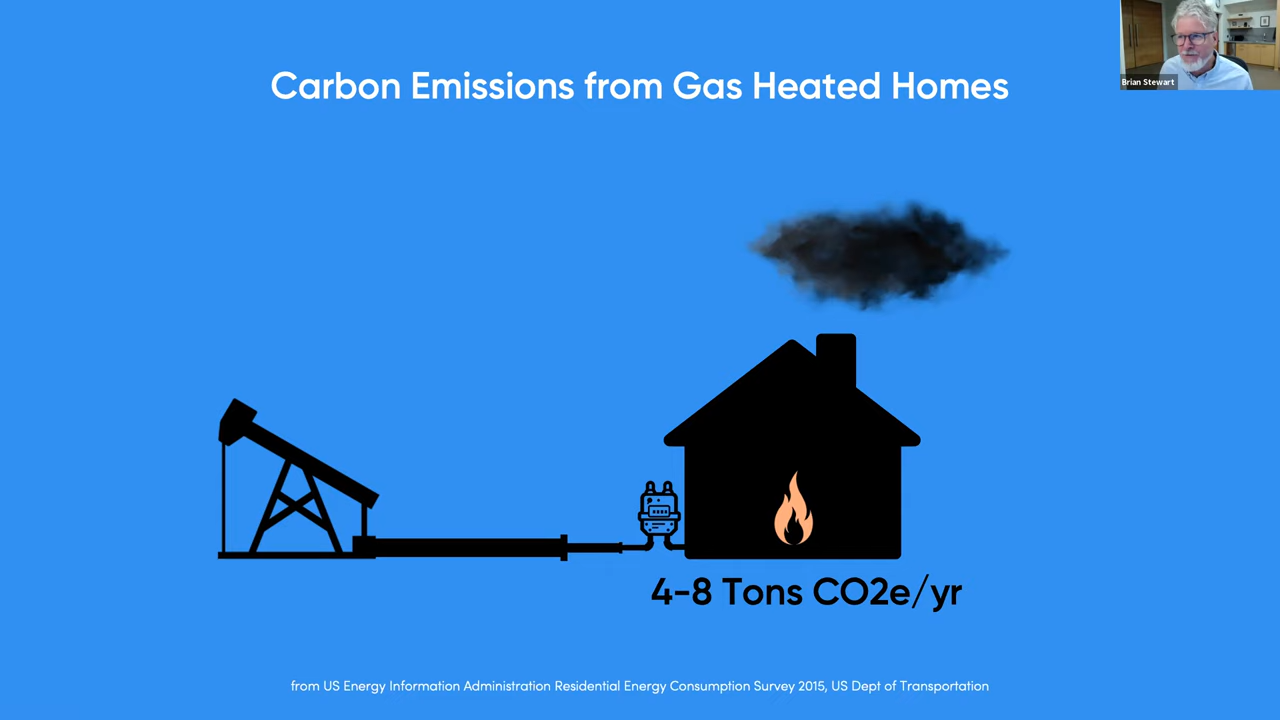 Carbon Emissions from Gas Heated Homes
Brian Stewart
4-8 Tons CO2e/yr
from US Energy Information Administration Residential Energy Consumption Survey 2015, US Dept of Transportation